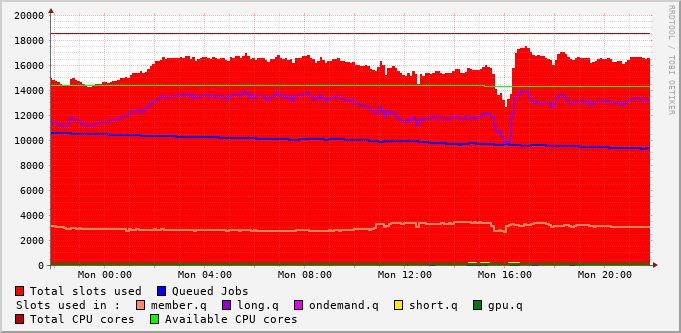 RRDTOOL / TOBI OETIKER
20000
18000
16000
14000
12000
10000
8000
6000
4000
2000
0
Mon 00:00 Mon 04:00 Mon 08:00 Mon 12:00 Mon 16:00 Mon 20:00
Total slots used Queued Jobs
Slots used in : member.q long.q ondemand.q short.q gpu.q
Total CPU cores Available CPU cores